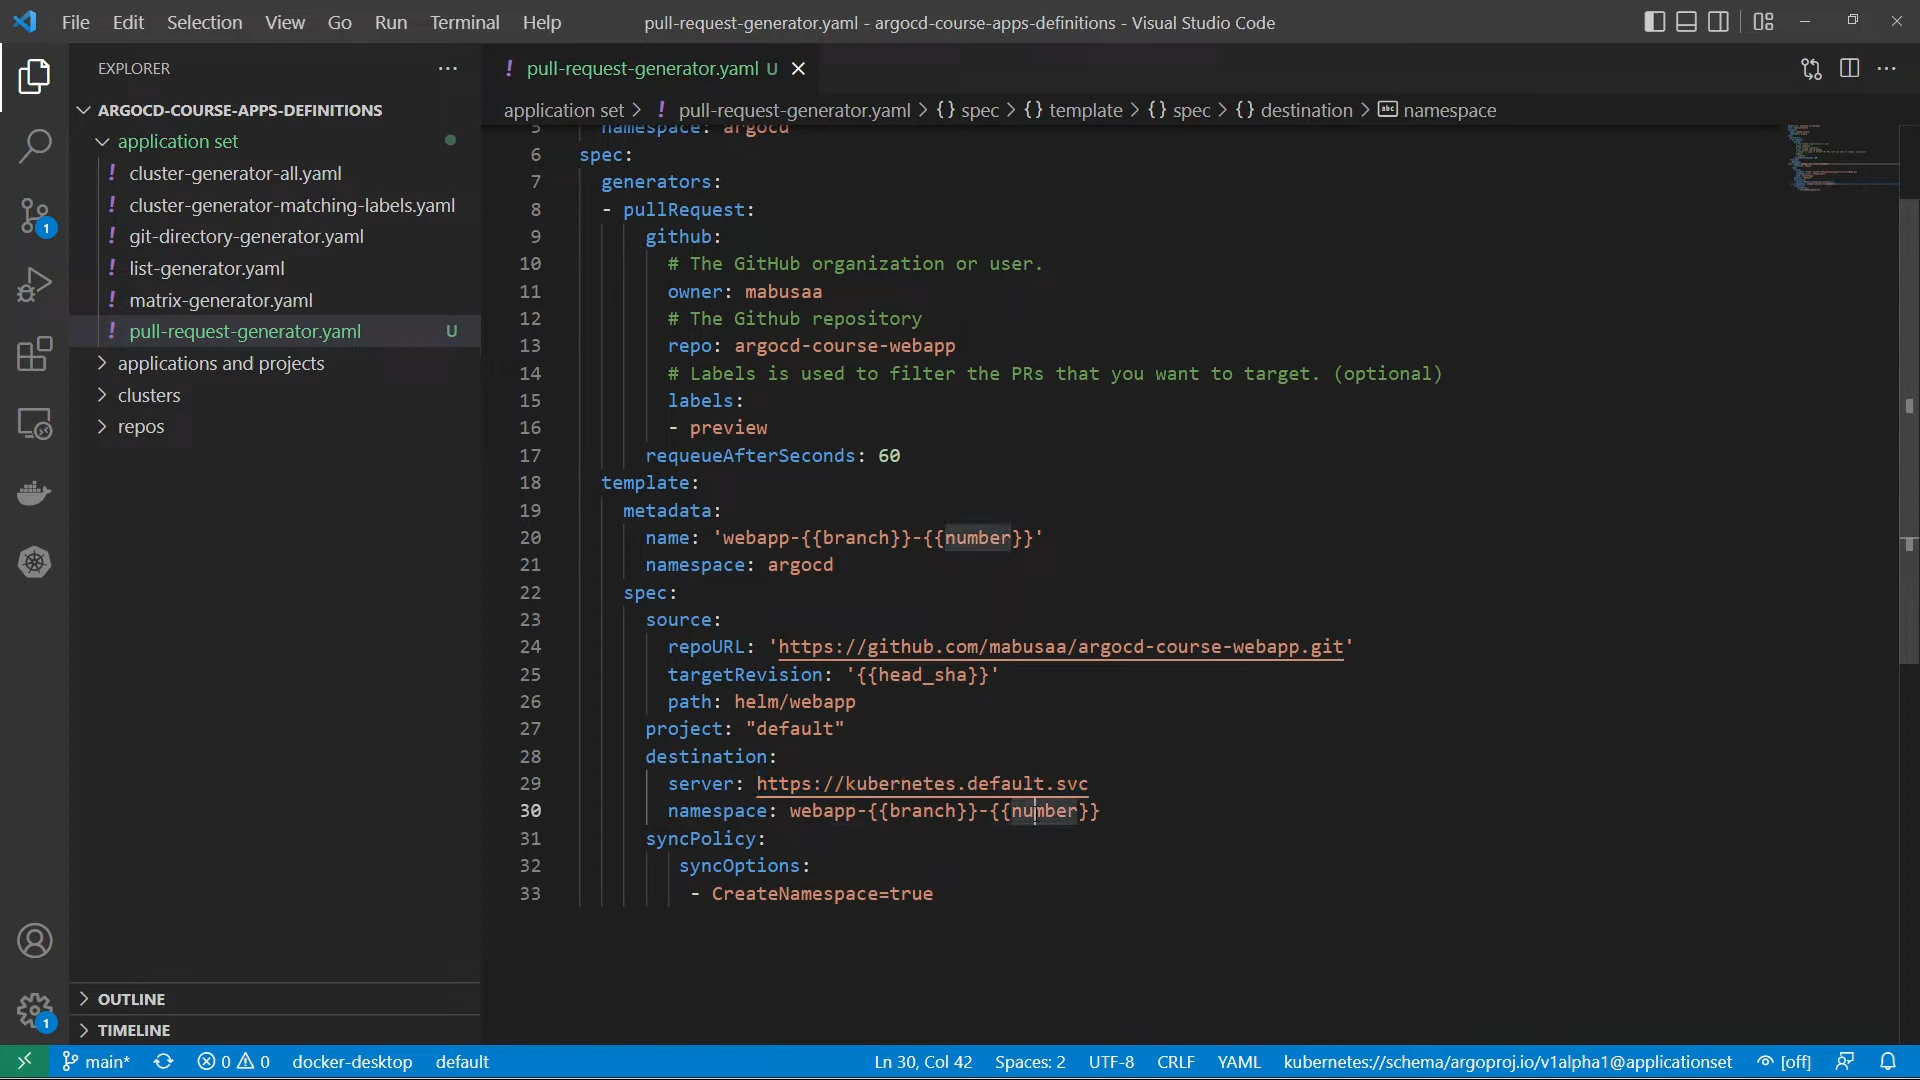 File Edit Selection View Go Run Terminal Help
pull-request-generator.yaml - argocd-course-apps-definitions - Visual Studio Code
EXPLORER
ARGOCD-COURSE-APPS-DEFINITIONS
application set
! cluster-generator-all.yaml
! cluster-generator-matching-labels.yaml
! git-directory-generator.yaml
! list-generator.yaml
! matrix-generator.yaml
! pull-request-generator.yaml U
applications and projects
clusters
repos
OUTLINE
TIMELINE
1
1
! pull-request-generator.yaml U
application set > ! pull-request-generator.yaml > {} spec > {} template > {} spec > {} destination > abc namespace
5 namespace: argocd
6 spec:
7 generators:
8 - pullRequest:
9 github:
10 # The GitHub organization or user.
11 owner: mabusaa
12 # The Github repository
13 repo: argocd-course-webapp
14 # Labels is used to filter the PRs that you want to target. (optional)
15 labels:
16 - preview
17 requeueAfterSeconds: 60
18 template:
19 metadata:
20 name: 'webapp-{{branch}}-{{number}}'
21 namespace: argocd
22 spec:
23 source:
24 repoURL: 'https://github.com/mabusaa/argocd-course-webapp.git'
25 targetRevision: '{{head_sha}}'
26 path: helm/webapp
27 project: "default"
28 destination:
29 server: https://kubernetes.default.svc
30 namespace: webapp-{{branch}}-{{number}}
31 syncPolicy:
32 syncOptions:
33 - CreateNamespace=true
main* 0 0 docker-desktop default Ln 30, Col 42 Spaces: 2 UTF-8 CRLF YAML kubernetes://schema/argoproj.io/v1alpha1@applicationset [off]